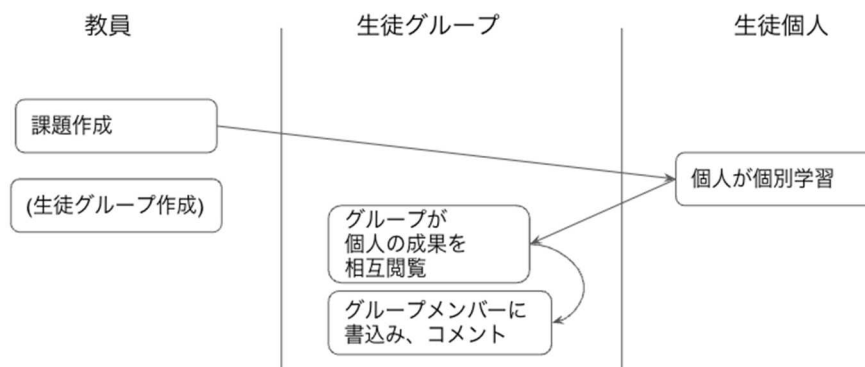 教員
生徒グループ
生徒個人
課題作成
(生徒グループ作成)
個人が個別学習
グループが
個人の成果を
相互閲覧
グループメンバーに
書込み、コメント